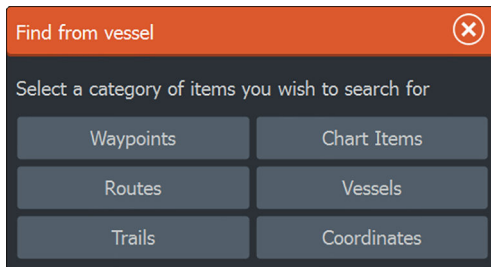 Find from vessel
Select a category of items you wish to search for
Waypoints Chart Items
Routes Vessels
Trails Coordinates